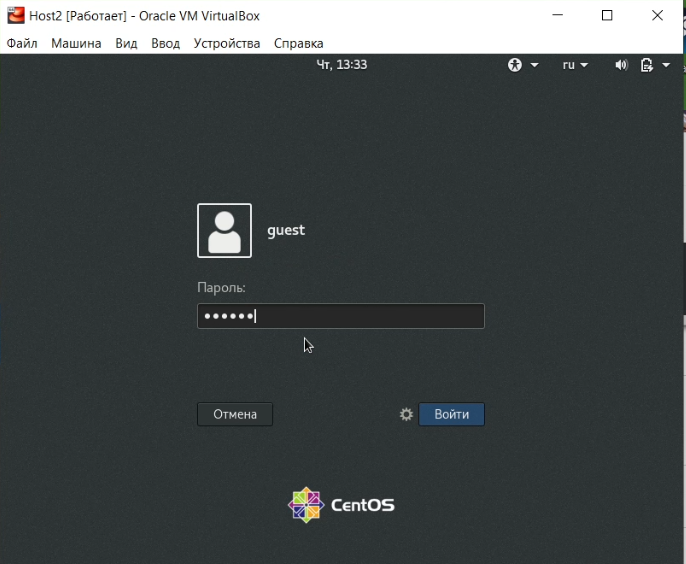 Host2 [Работает] - Oracle VM VirtualBox
Файл Машина Вид Ввод Устройства Справка
Чт, 13:33 ru
guest
Пароль:
••••••
Отмена Войти
CentOS